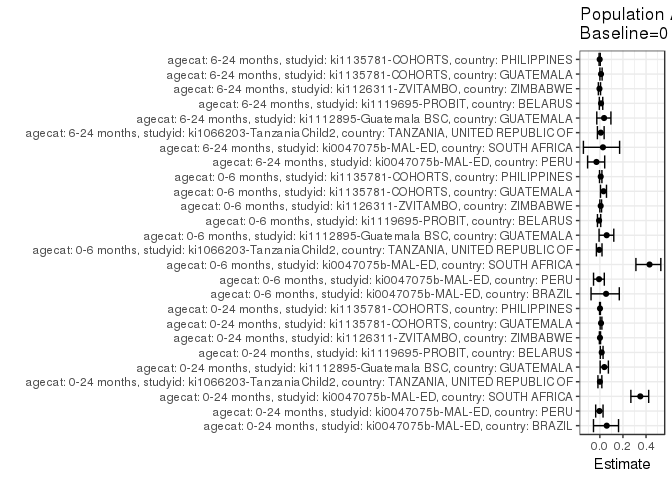 Population
Baseline=0
agecat: 6-24 months, studyid: ki1135781-COHORTS, country: PHILIPPINES
agecat: 6-24 months, studyid: ki1135781-COHORTS, country: GUATEMALA
agecat: 6-24 months, studyid: ki1126311-ZVITAMBO, country: ZIMBABWE
agecat: 6-24 months, studyid: ki1119695-PROBIT, country: BELARUS
agecat: 6-24 months, studyid: ki1112895-Guatemala BSC, country: GUATEMALA
agecat: 6-24 months, studyid: ki1066203-TanzaniaChild2, country: TANZANIA, UNITED REPUBLIC OF
agecat: 6-24 months, studyid: ki0047075b-MAL-ED, country: SOUTH AFRICA
agecat: 6-24 months, studyid: ki0047075b-MAL-ED, country: PERU
agecat: 0-6 months, studyid: ki1135781-COHORTS, country: PHILIPPINES
agecat: 0-6 months, studyid: ki1135781-COHORTS, country: GUATEMALA
agecat: 0-6 months, studyid: ki1126311-ZVITAMBO, country: ZIMBABWE
agecat: 0-6 months, studyid: ki1119695-PROBIT, country: BELARUS
agecat: 0-6 months, studyid: ki1112895-Guatemala BSC, country: GUATEMALA
agecat: 0-6 months, studyid: ki1066203-TanzaniaChild2, country: TANZANIA, UNITED REPUBLIC OF
agecat: 0-6 months, studyid: ki0047075b-MAL-ED, country: SOUTH AFRICA
agecat: 0-6 months, studyid: ki0047075b-MAL-ED, country: PERU
agecat: 0-6 months, studyid: ki0047075b-MAL-ED, country: BRAZIL
agecat: 0-24 months, studyid: ki1135781-COHORTS, country: PHILIPPINES
agecat: 0-24 months, studyid: ki1135781-COHORTS, country: GUATEMALA
agecat: 0-24 months, studyid: ki1126311-ZVITAMBO, country: ZIMBABWE
agecat: 0-24 months, studyid: ki1119695-PROBIT, country: BELARUS
agecat: 0-24 months, studyid: ki1112895-Guatemala BSC, country: GUATEMALA
agecat: 0-24 months, studyid: ki1066203-TanzaniaChild2, country: TANZANIA, UNITED REPUBLIC OF
agecat: 0-24 months, studyid: ki0047075b-MAL-ED, country: SOUTH AFRICA
agecat: 0-24 months, studyid: ki0047075b-MAL-ED, country: PERU
agecat: 0-24 months, studyid: ki0047075b-MAL-ED, country: BRAZIL
0.0 0.2 0.4
Estimate